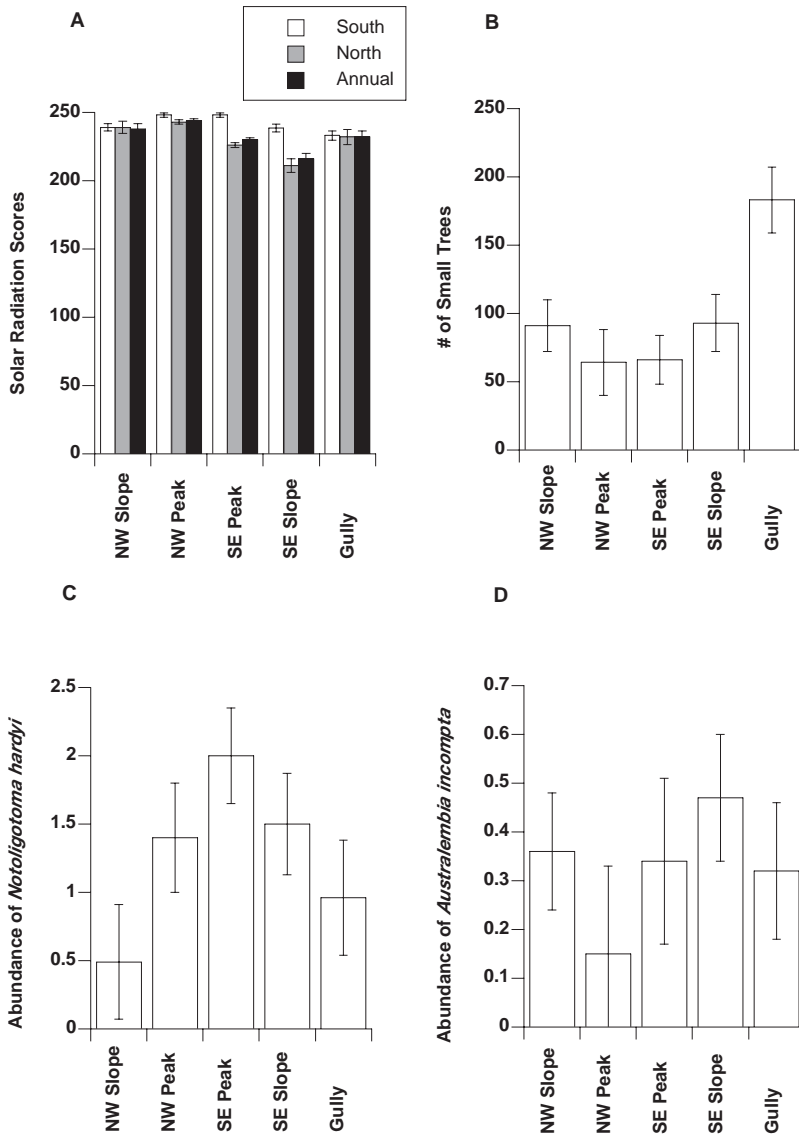 A
South
North
Annual
Solar Radiation Scores
250
200
150
100
50
0
NW Slope
NW Peak
SE Peak
SE Slope
Gully
B
# of Small Trees
250
200
150
100
50
0
NW Slope
NW Peak
SE Peak
SE Slope
Gully
C
Abundance of Notoligotoma hardyi
2.5
2
1.5
1
0.5
0
NW Slope
NW Peak
SE Peak
SE Slope
Gully
D
Abundance of Australembia incompta
0.7
0.6
0.5
0.4
0.3
0.2
0.1
0
NW Slope
NW Peak
SE Peak
SE Slope
Gully